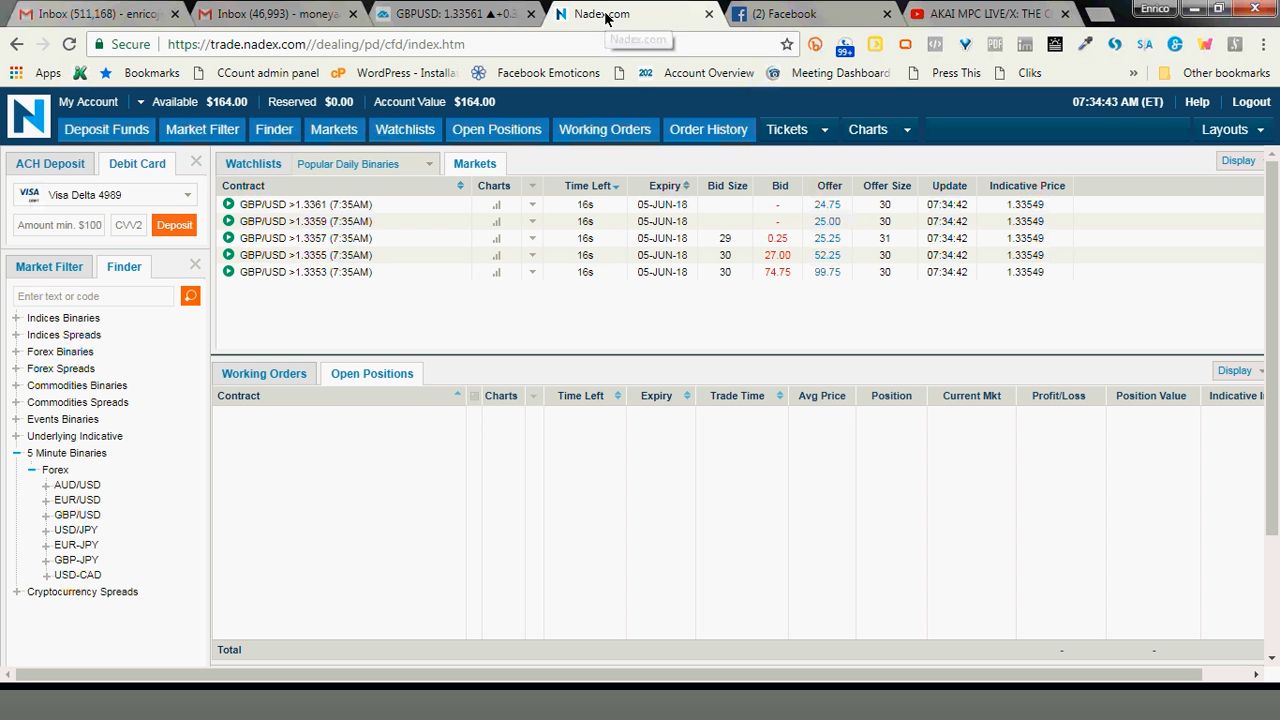 Inbox (511,168) - enricoj
Inbox (46,993) - moneya
GBPUSD: 1.33561 ▲+0.3
Nadex.com
(2) Facebook
AKAI MPC LIVE/X: THE C
Enrico
Nadex.com
Secure
https://trade.nadex.com//dealing/pd/cfd/index.htm
99+
Apps
Bookmarks
CCount admin panel
WordPress - Installa
Facebook Emoticons
202 Account Overview
Meeting Dashboard
Press This
Cliks
»
Other bookmarks
My Account Available $164.00 Reserved $0.00 Account Value $164.00
07:34:43 AM (ET) Help Logout
Deposit Funds Market Filter Finder Markets Watchlists Open Positions Working Orders Order History Tickets Charts Layouts
ACH Deposit Debit Card
VISA Visa Delta 4989
Amount min. $100 CVV2 Deposit
Market Filter Finder
Enter text or code
Indices Binaries
Indices Spreads
Forex Binaries
Forex Spreads
Commodities Binaries
Commodities Spreads
Events Binaries
Underlying Indicative
5 Minute Binaries
Forex
AUD/USD
EUR/USD
GBP/USD
USD/JPY
EUR-JPY
GBP-JPY
USD-CAD
Cryptocurrency Spreads
Watchlists Popular Daily Binaries Markets Display
Contract Charts Time Left Expiry Bid Size Bid Offer Offer Size Update Indicative Price
GBP/USD >1.3361 (7:35AM) 16s 05-JUN-18 - 24.75 30 07:34:42 1.33549
GBP/USD >1.3359 (7:35AM) 16s 05-JUN-18 - 25.00 30 07:34:42 1.33549
GBP/USD >1.3357 (7:35AM) 16s 05-JUN-18 29 0.25 25.25 31 07:34:42 1.33549
GBP/USD >1.3355 (7:35AM) 16s 05-JUN-18 30 27.00 52.25 30 07:34:42 1.33549
GBP/USD >1.3353 (7:35AM) 16s 05-JUN-18 30 74.75 99.75 30 07:34:42 1.33549
Working Orders Open Positions Display
Contract Charts Time Left Expiry Trade Time Avg Price Position Current Mkt Profit/Loss Position Value Indicative I
Total - -